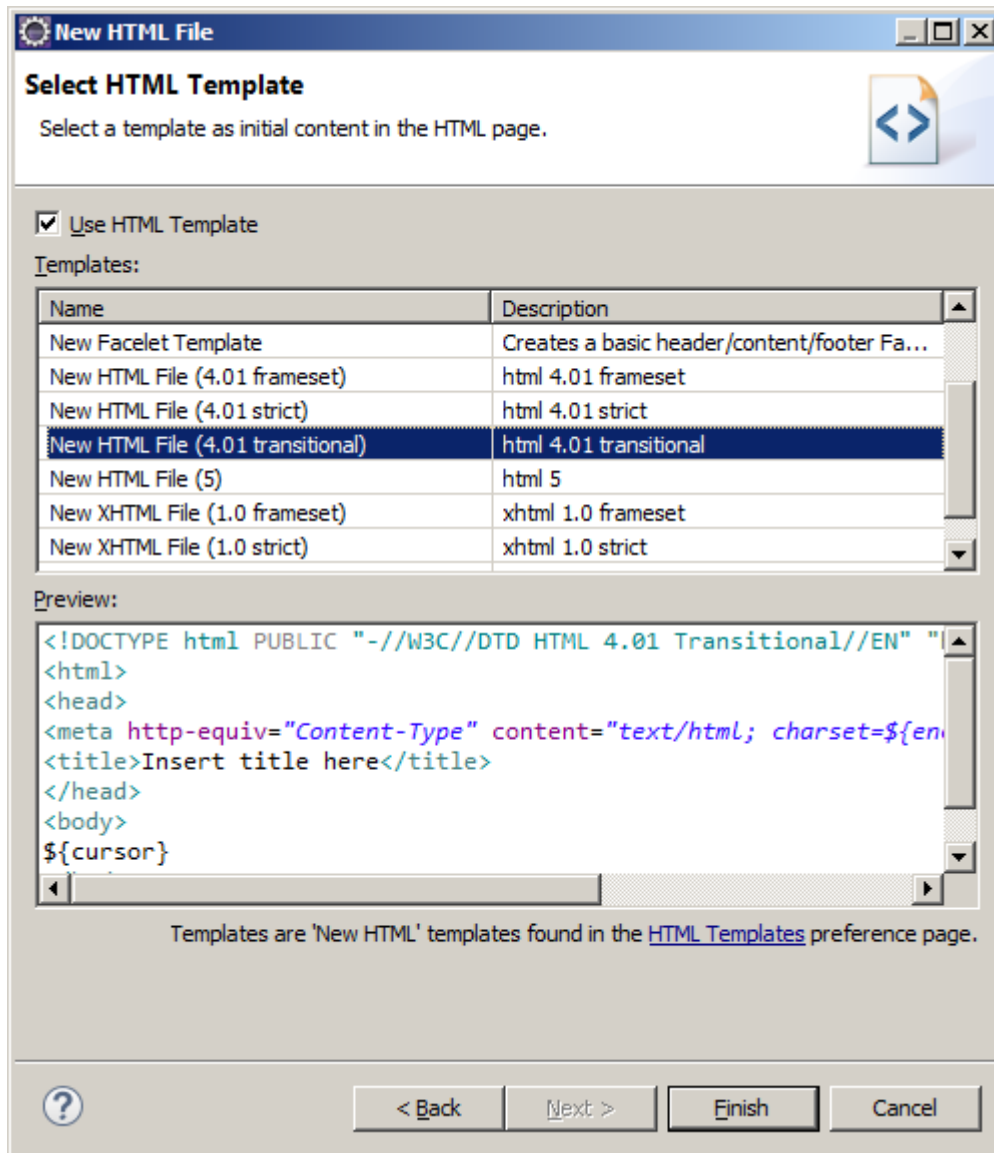 New HTML File
Select HTML Template
Select a template as initial content in the HTML page.
Use HTML Template
Templates:
Name Description
New Facelet Template Creates a basic header/content/footer Fa...
New HTML File (4.01 frameset) html 4.01 frameset
New HTML File (4.01 strict) html 4.01 strict
New HTML File (4.01 transitional) html 4.01 transitional
New HTML File (5) html 5
New XHTML File (1.0 frameset) xhtml 1.0 frameset
New XHTML File (1.0 strict) xhtml 1.0 strict
Preview:
<!DOCTYPE html PUBLIC "-//W3C//DTD HTML 4.01 Transitional//EN" "
<html>
<head>
<meta http-equiv="Content-Type" content="text/html; charset=${en
<title>Insert title here</title>
</head>
<body>
${cursor}
Templates are 'New HTML' templates found in the HTML Templates preference page.
< Back Next > Finish Cancel